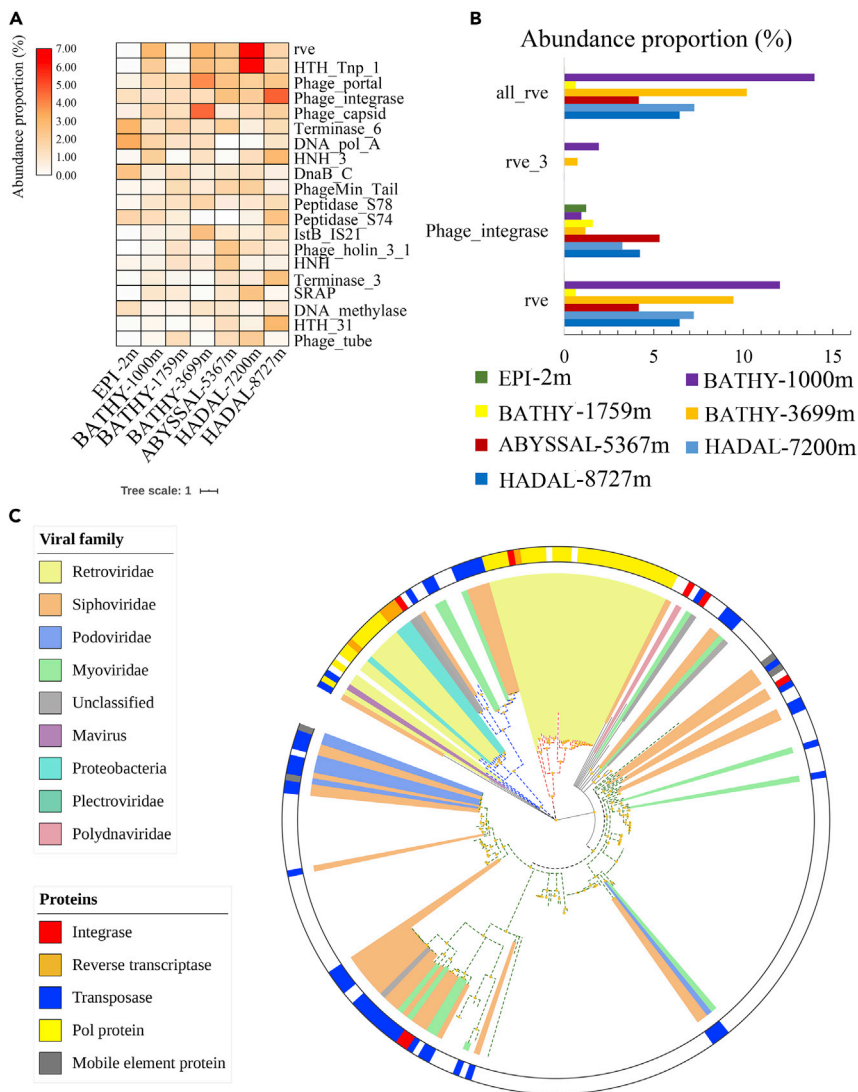 A
Abundance proportion (%)
7.00
6.00
5.00
4.00
3.00
2.00
1.00
0.00
rve
HTH_Tnp_1
Phage_portal
Phage_integrase
Phage_capsid
Terminase_6
DNA_pol_A
HNH_3
DnaB_C
PhageMin_Tail
Peptidase_S78
Peptidase_S74
IstB_IS21
Phage_holin_3_1
HNH
Terminase_3
SRAP
DNA_methylase
HTH_31
Phage_tube
EPI-2m
BATHY-1000m
BATHY-1759m
BATHY-3699m
ABYSSAL-5367m
HADAL-7200m
HADAL-8727m
B
Abundance proportion (%)
all_rve
rve_3
Phage_integrase
rve
0 5 10 15
EPI-2m
BATHY-1000m
BATHY-1759m
BATHY-3699m
ABYSSAL-5367m
HADAL-7200m
HADAL-8727m
Tree scale: 1
C
Viral family
Retroviridae
Siphoviridae
Podoviridae
Myoviridae
Unclassified
Mavirus
Proteobacteria
Plectroviridae
Polydnaviridae
Proteins
Integrase
Reverse transcriptase
Transposase
Pol protein
Mobile element protein